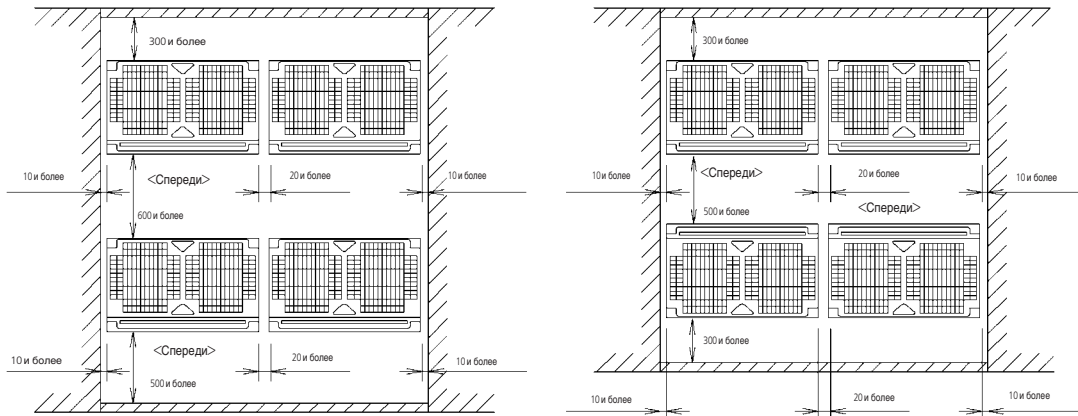 300 и более
10 и более
<Спереди>
20 и более
10 и более
600 и более
10 и более
<Спереди>
20 и более
10 и более
500 и более
300 и более
10 и более
<Спереди>
20 и более
10 и более
500 и более
<Спереди>
300 и более
10 и более
20 и более
10 и более